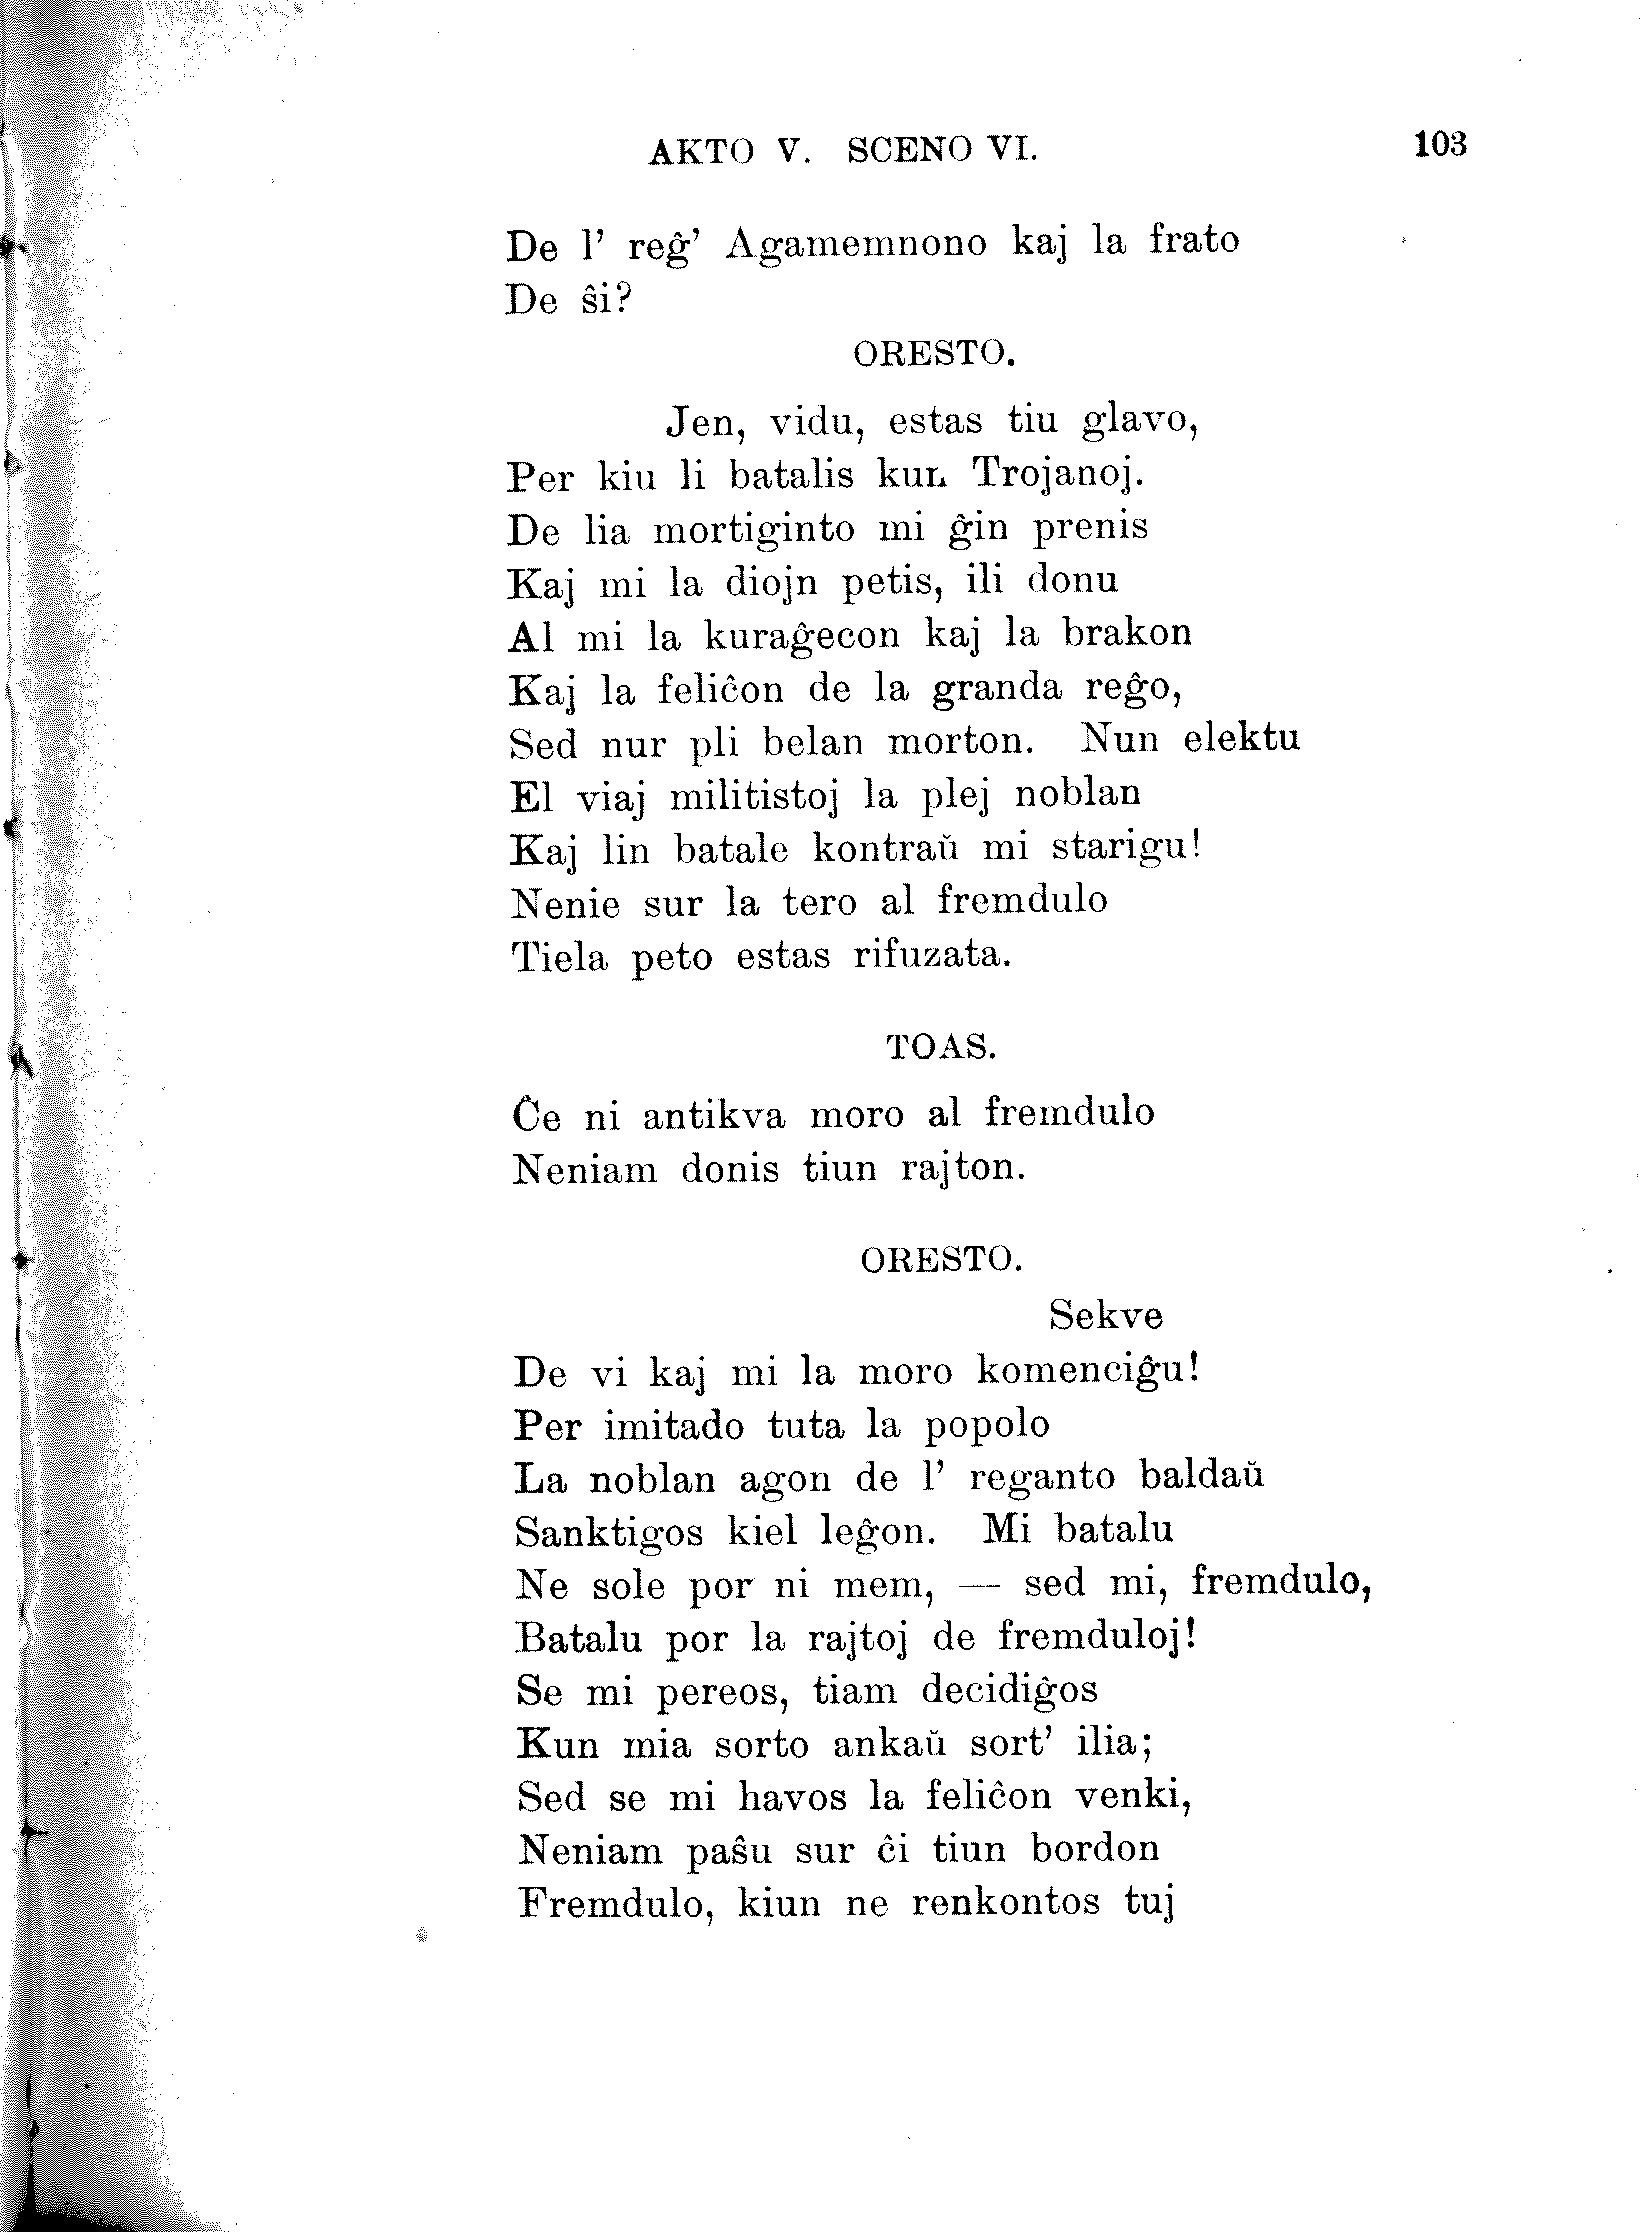 AKTO V. SCENO VI. 103
De l' reĝ' Agamemnono kaj la frato
De ŝi?
ORESTO.
Jen, vidu, estas tiu glavo,
Per kiu li batalis kun Trojanoj.
De lia mortiginto mi ĝin prenis
Kaj mi la diojn petis, ili donu
Al mi la kuraĝecon kaj la brakon
Kaj la feliĉon de la granda reĝo,
Sed nur pli belan morton. Nun elektu
El viaj militistoj la plej noblan
Kaj lin batale kontraŭ mi starigu!
Nenie sur la tero al fremdulo
Tiela peto estas rifuzata.
TOAS.
Ĉe ni antikva moro al fremdulo
Neniam donis tiun rajton.
ORESTO.
Sekve
De vi kaj mi la moro komenciĝu!
Per imitado tuta la popolo
La noblan agon de l' reganto baldaŭ
Sanktigos kiel leĝon. Mi batalu
Ne sole por ni mem, — sed mi, fremdulo,
Batalu por la rajtoj de fremduloj!
Se mi pereos, tiam decidiĝos
Kun mia sorto ankaŭ sort' ilia;
Sed se mi havos la feliĉon venki,
Neniam paŝu sur ĉi tiun bordon
Fremdulo, kiun ne renkontos tuj